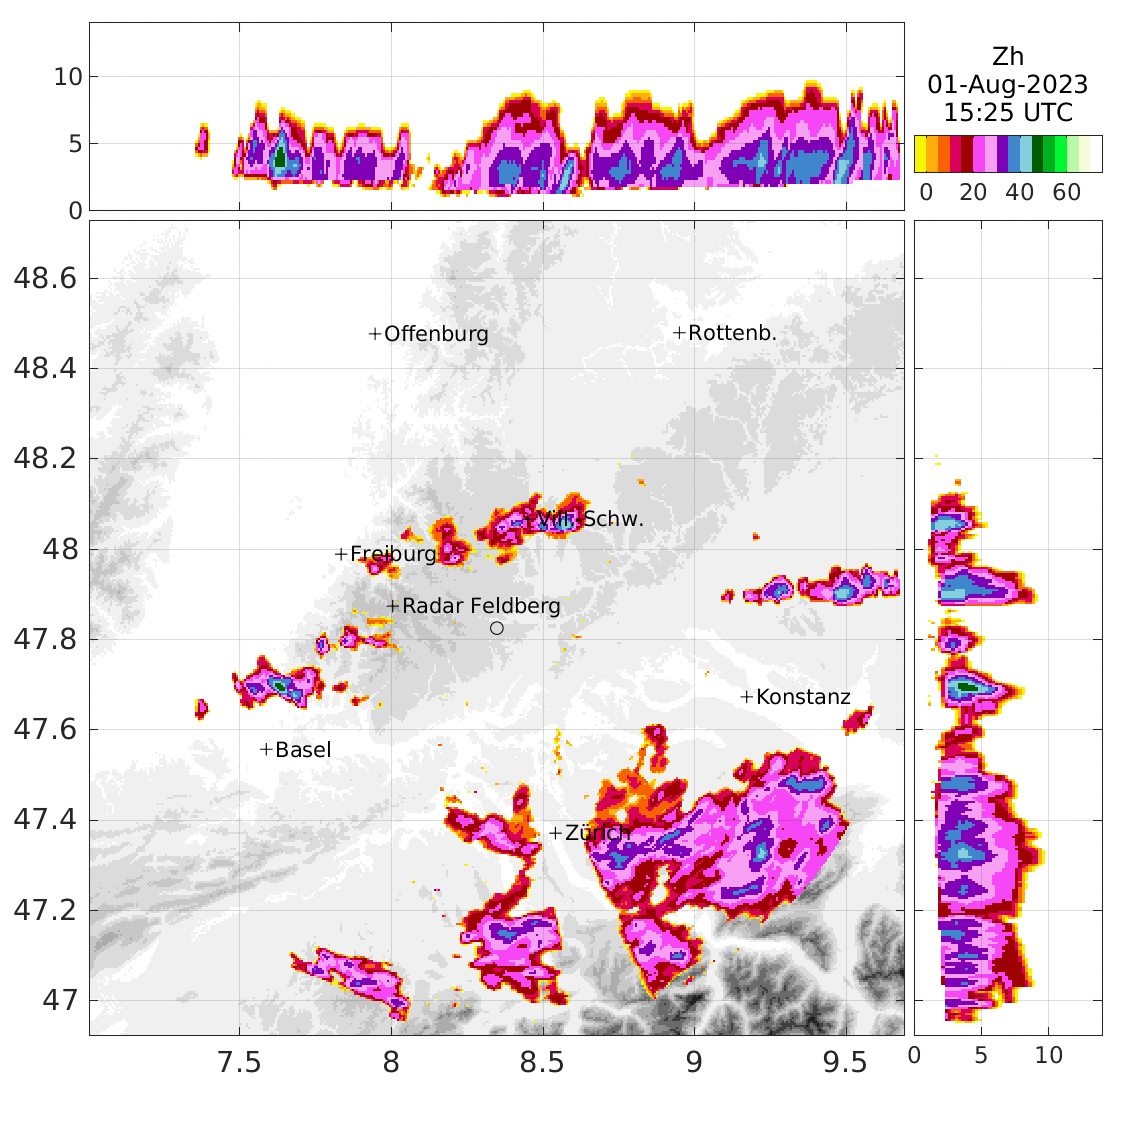 10
5
0
Zh
01-Aug-2023
15:25 UTC
0 20 40 60
48.6
48.4
48.2
48
47.8
47.6
47.4
47.2
47
+Offenburg
+Rottenb.
Vill.-Schw.
+Freiburg
+Radar Feldberg
+Konstanz
+Basel
+Zürich
7.5 8 8.5 9 9.5
0 5 10